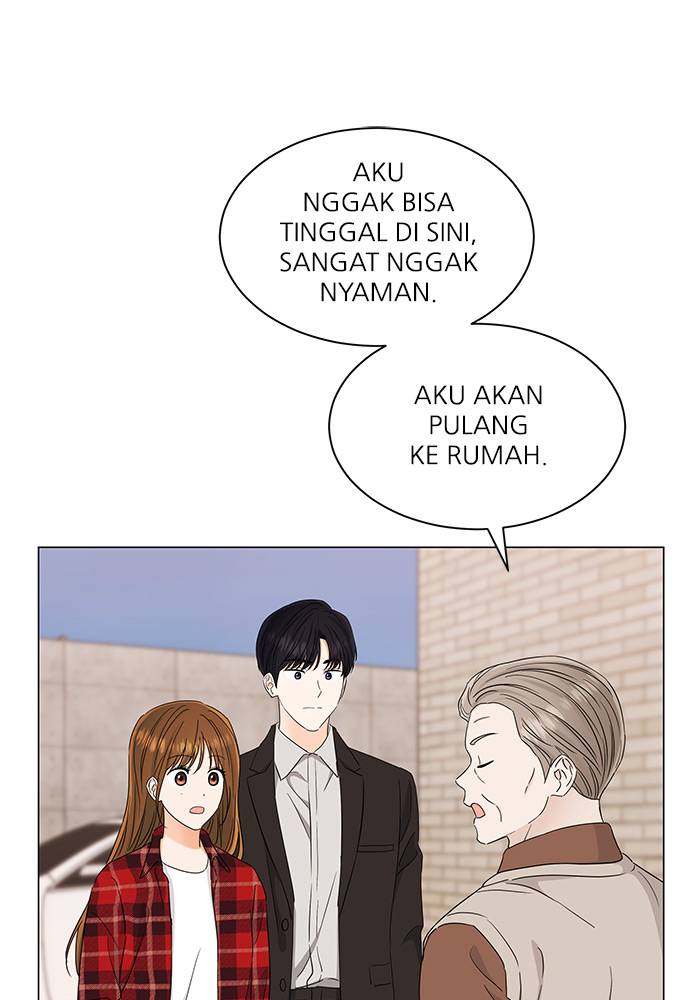 AKU
NGGAK BISA
TINGGAL DI SINI,
SANGAT NGGAK
NYAMAN.
AKU AKAN
PULANG
KE RUMAH.